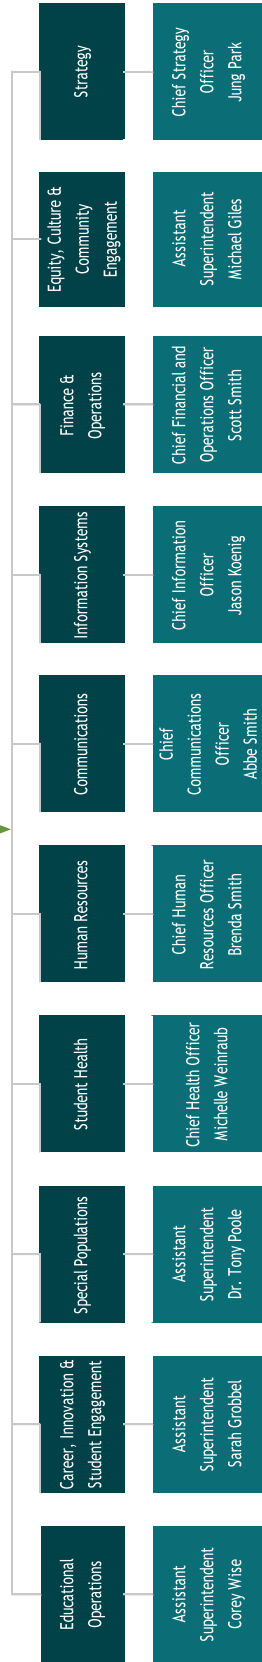 Educational
Operations
Assistant
Superintendent
Corey Wise
Career, Innovation &
Student Engagement
Assistant
Superintendent
Sarah Grobbel
Special Populations
Assistant
Superintendent
Dr. Tony Poole
Student Health
Chief Health Officer
Michelle Weinraub
Human Resources
Chief Human
Resources Officer
Brenda Smith
Communications
Chief
Communications
Officer
Abbe Smith
Information Systems
Chief Information
Officer
Jason Koenig
Finance &
Operations
Chief Financial and
Operations Officer
Scott Smith
Equity, Culture &
Community
Engagement
Assistant
Superintendent
Michael Giles
Strategy
Chief Strategy
Officer
Jung Park